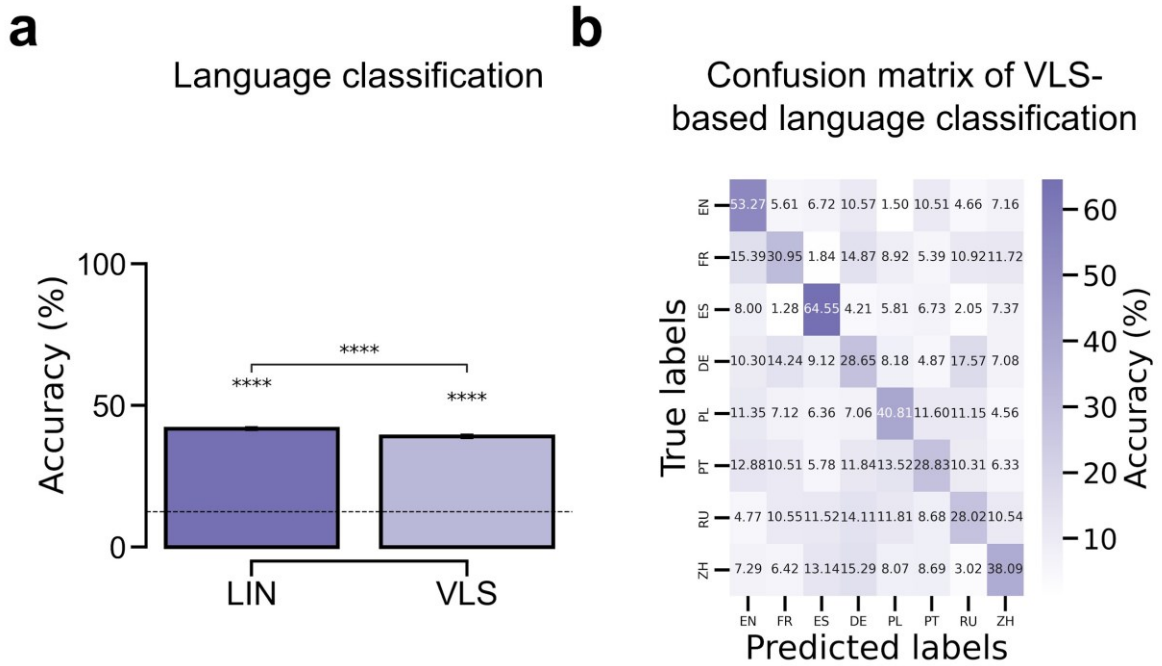 a
Language classification
Accuracy (%)
100
50
0
****
****
****
LIN
VLS
b
Confusion matrix of VLS-
based language classification
True labels
EN 53.27 5.61 6.72 10.57 1.50 10.51 4.66 7.16
FR 15.39 30.95 1.84 14.87 8.92 5.39 10.92 11.72
ES 8.00 1.28 64.55 4.21 5.81 6.73 2.05 7.37
DE 10.30 14.24 9.12 28.65 8.18 4.87 17.57 7.08
PL 11.35 7.12 6.36 7.06 40.81 11.60 11.15 4.56
PT 12.88 10.51 5.78 11.84 13.52 28.83 10.31 6.33
RU 4.77 10.55 11.52 14.11 11.81 8.68 28.02 10.54
ZH 7.29 6.42 13.14 15.29 8.07 8.69 3.02 38.09
EN FR ES DE PL PT RU ZH
Predicted labels
60
50
40
30
20
10
Accuracy (%)